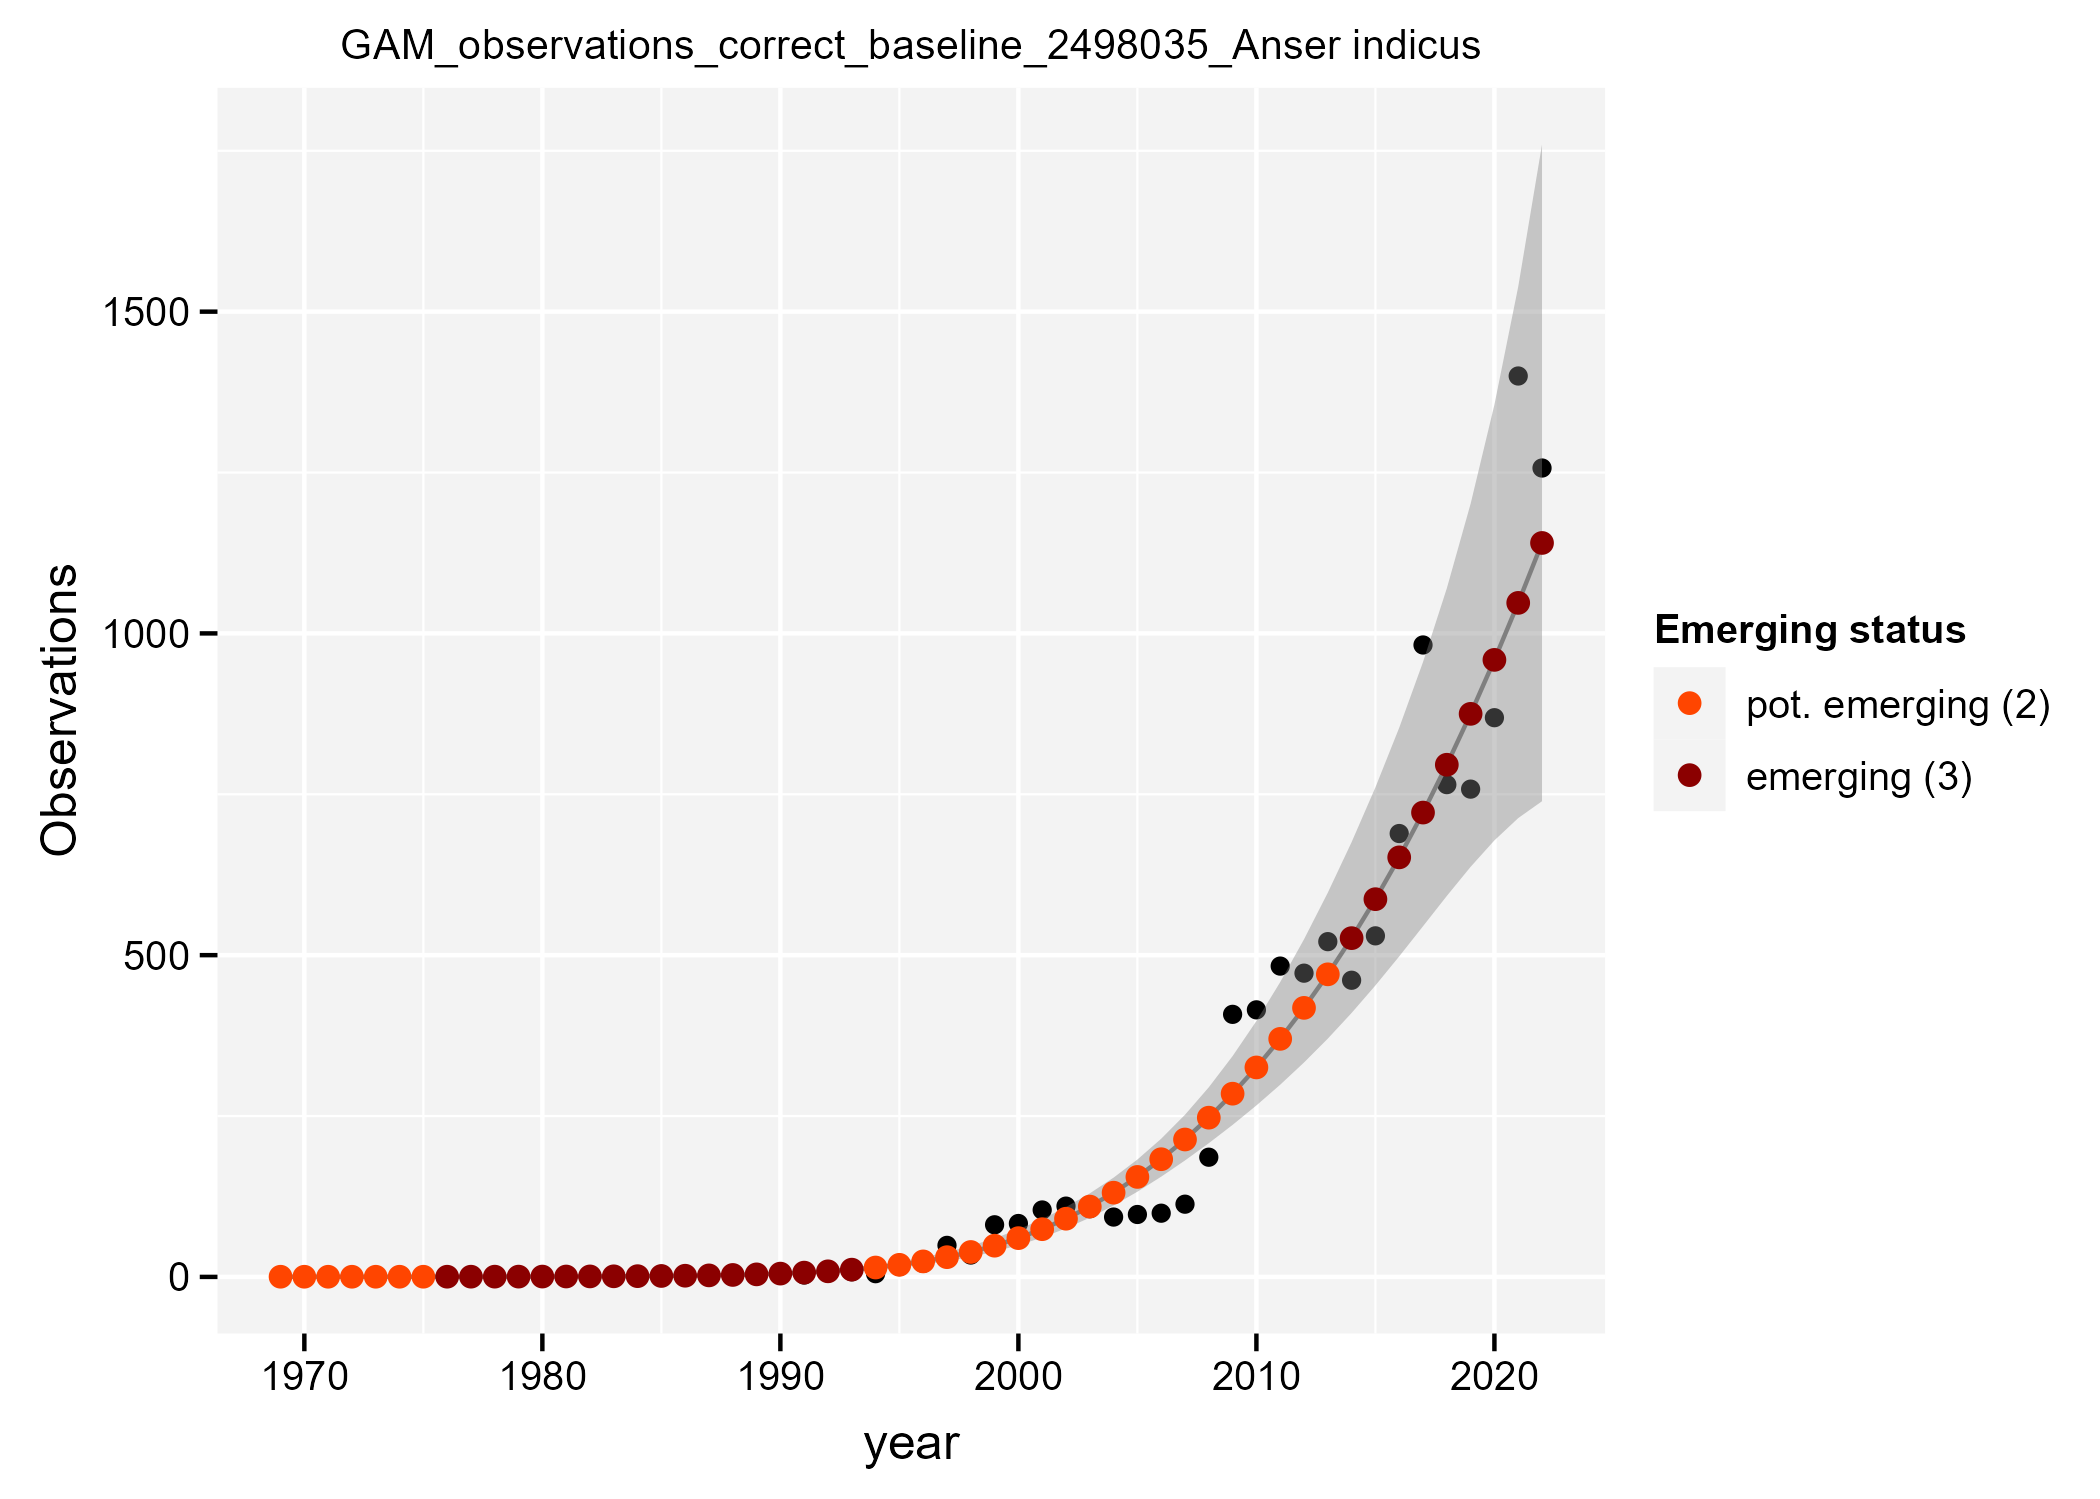 GAM_observations_correct_baseline_2498035_Anser indicus
Observations
1500
1000
500
0
1970 1980 1990 2000 2010 2020
year
Emerging status
pot. emerging (2)
emerging (3)